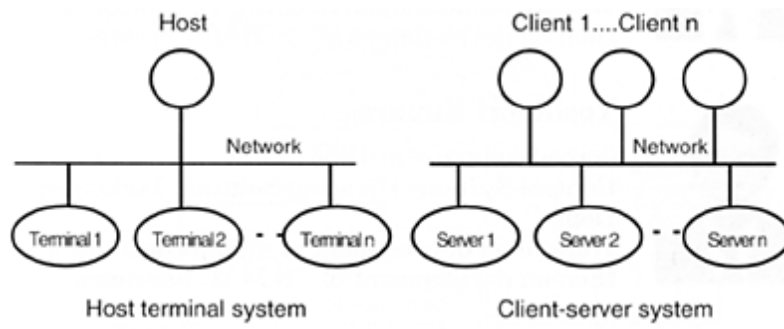 Host
Client 1....Client n
Network
Network
Terminal 1
Terminal 2
Terminal n
Server 1
Server 2
Server n
Host terminal system
Client-server system